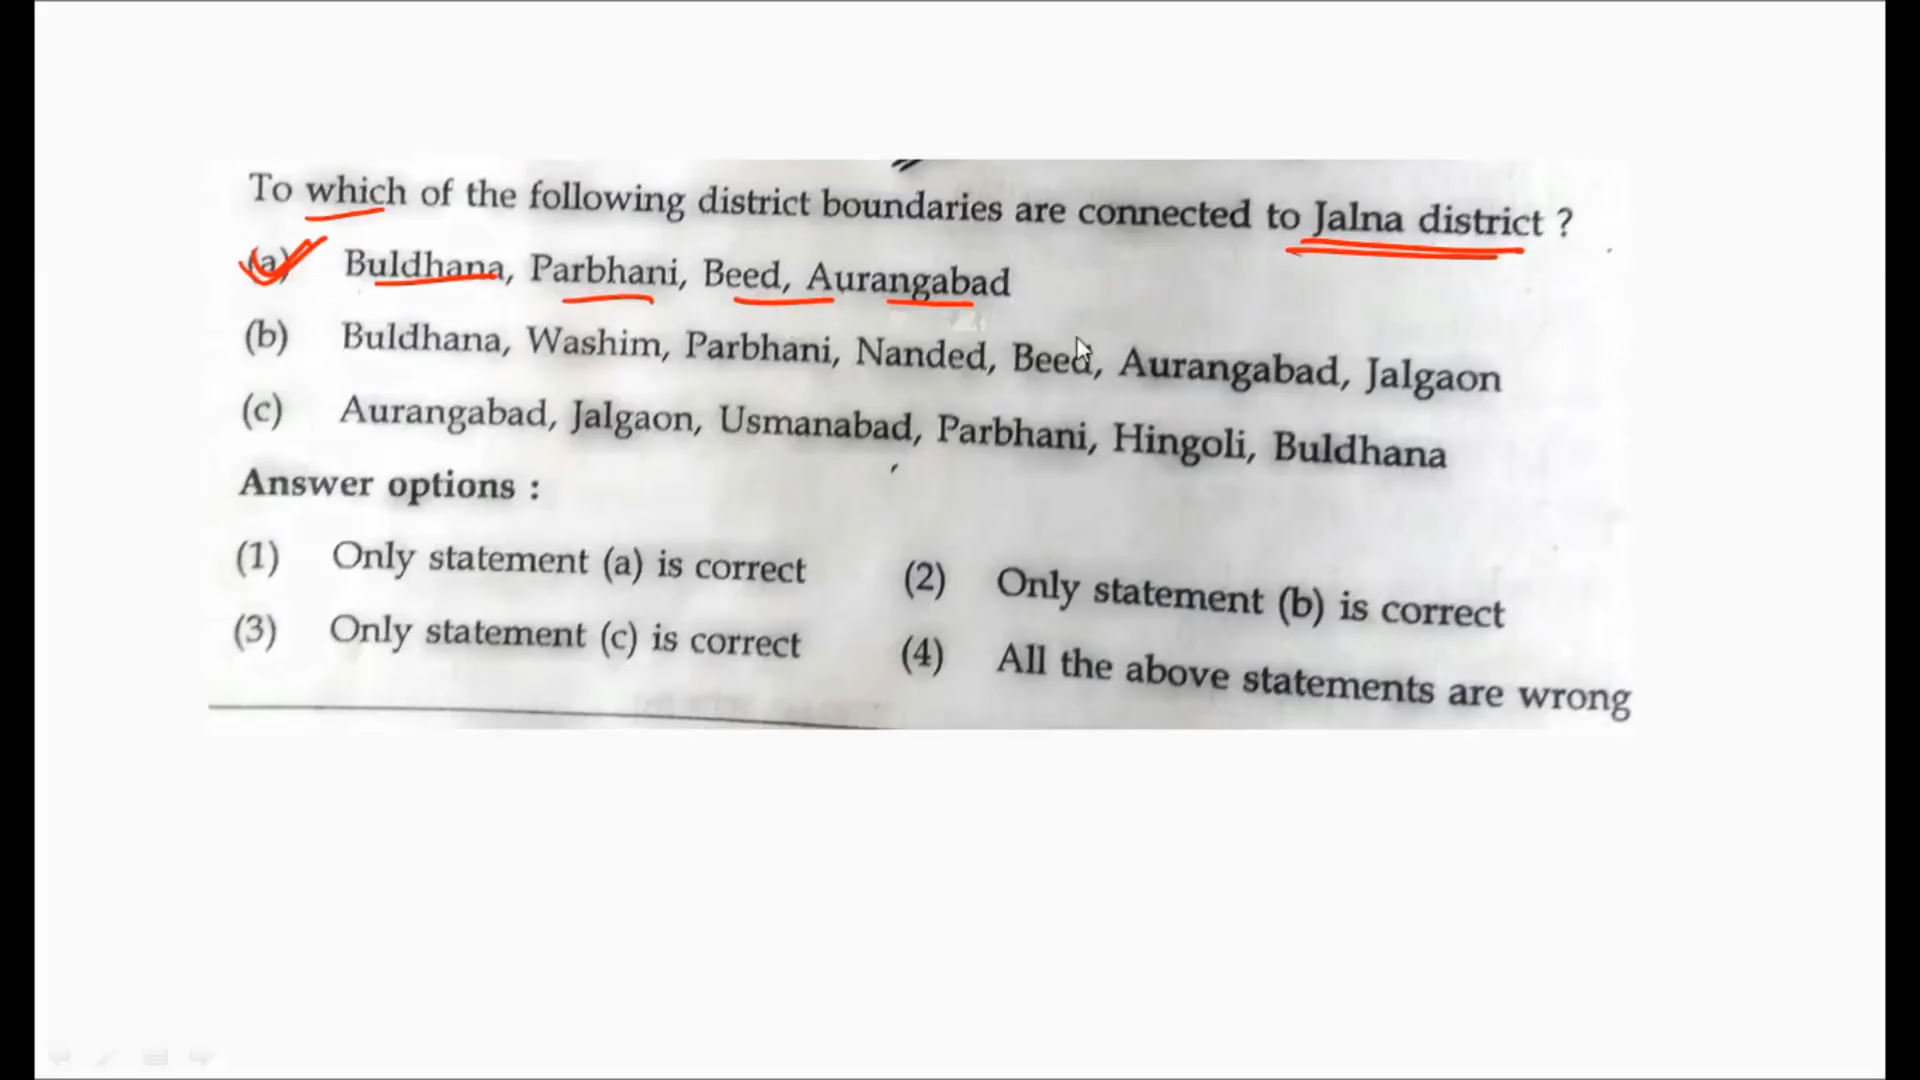 To which of the following district boundaries are connected to Jalna district ?
(a) Buldhana, Parbhani, Beed, Aurangabad
(b) Buldhana, Washim, Parbhani, Nanded, Beed, Aurangabad, Jalgaon
(c) Aurangabad, Jalgaon, Usmanabad, Parbhani, Hingoli, Buldhana
Answer options :
(1) Only statement (a) is correct (2) Only statement (b) is correct
(3) Only statement (c) is correct (4) All the above statements are wrong